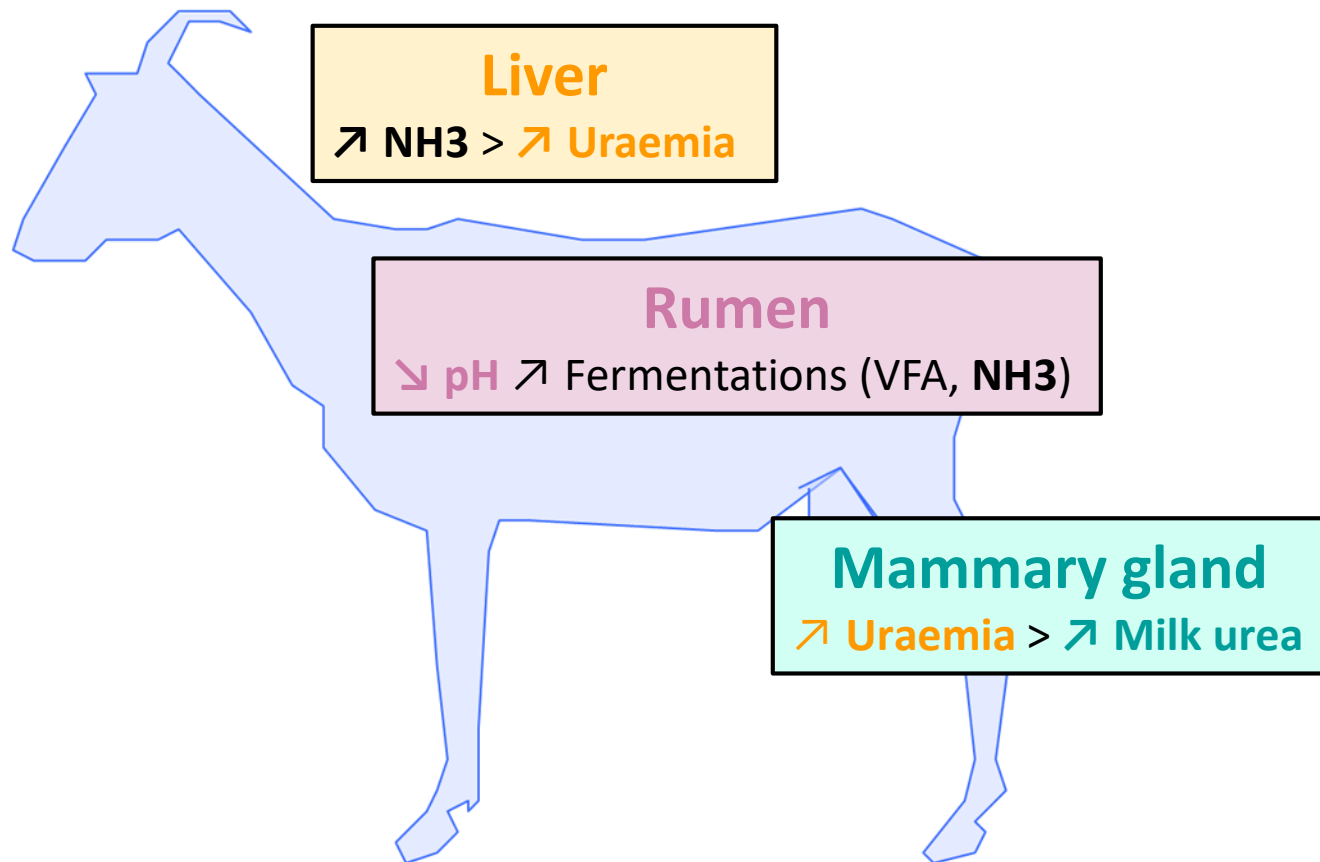 Liver
↗ NH3 > ↗ Uraemia
Rumen
↘ pH ↗ Fermentations (VFA, NH3)
Mammary gland
↗ Uraemia > ↗ Milk urea